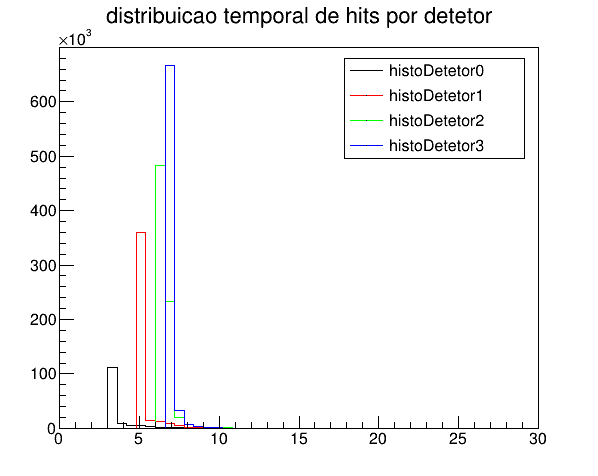 distribuicao temporal de hits por detetor
×10³
600
500
400
300
200
100
0
0 5 10 15 20 25 30
histoDetetor0
histoDetetor1
histoDetetor2
histoDetetor3